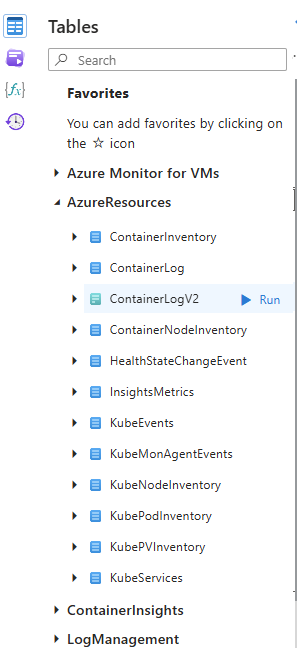 Tables
Search
Favorites
You can add favorites by clicking on
the ☆ icon
Azure Monitor for VMs
AzureResources
ContainerInventory
ContainerLog
ContainerLogV2 Run
ContainerNodeInventory
HealthStateChangeEvent
InsightsMetrics
KubeEvents
KubeMonAgentEvents
KubeNodeInventory
KubePodInventory
KubePVInventory
KubeServices
ContainerInsights
LogManagement